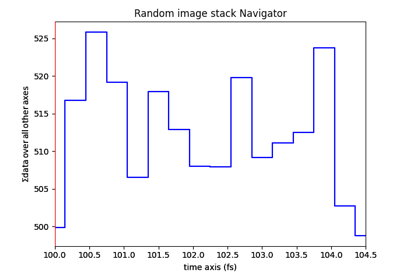 Random image stack Navigator
525
520
515
510
505
500
Σdata over all other axes
100.0 100.5 101.0 101.5 102.0 102.5 103.0 103.5 104.0 104.5
time axis (fs)